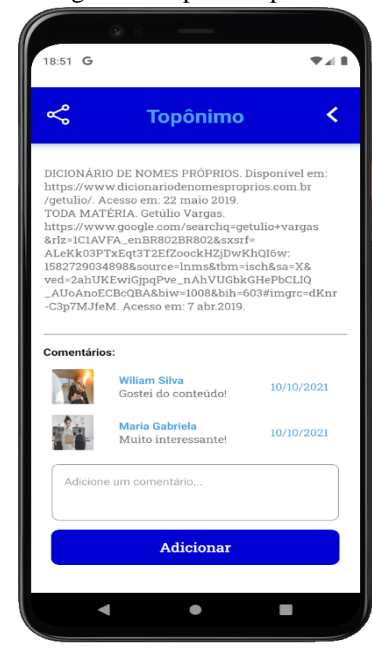 18:51 G
Topônimo
DICIONÁRIO DE NOMES PRÓPRIOS. Disponível em:
https://www.dicionariodenomesproprios.com.br
/getulio/. Acesso em: 22 maio 2019.
TODA MATÉRIA. Getúlio Vargas.
https://www.google.com/searchq=getulio+vargas
&rlz=1C1AVFA_enBR802BR802&sxsrf=
ALeKk03PTxEqt3T2EfZoockHZjDwKhQI6w:
1582729034898&source=lnms&tbm=isch&sa=X&
ved=2ahUKEwiGjpqPve_nAhVUGbkGHePbCLIQ
_AUoAnoECBcQBA&biw=1008&bih=603#imgrc=dKnr
-C3p7MJfeM. Acesso em: 7 abr.2019.
Comentários:
Wiliam Silva
Gostei do conteúdo!
10/10/2021
Maria Gabriela
Muito interessante!
10/10/2021
Adicione um comentário...
Adicionar